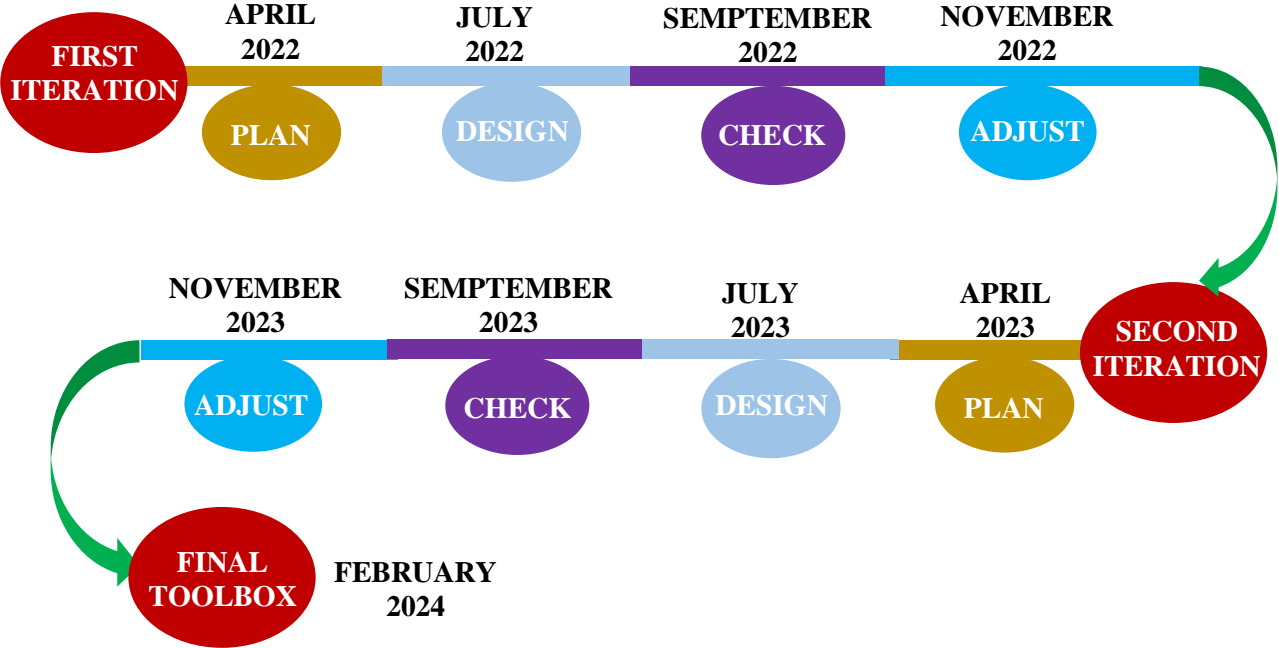 FIRST
ITERATION
APRIL
2022
PLAN
JULY
2022
DESIGN
SEMPTEMBER
2022
CHECK
NOVEMBER
2022
ADJUST
SECOND
ITERATION
APRIL
2023
PLAN
JULY
2023
DESIGN
SEMPTEMBER
2023
CHECK
NOVEMBER
2023
ADJUST
FINAL
TOOLBOX
FEBRUARY
2024